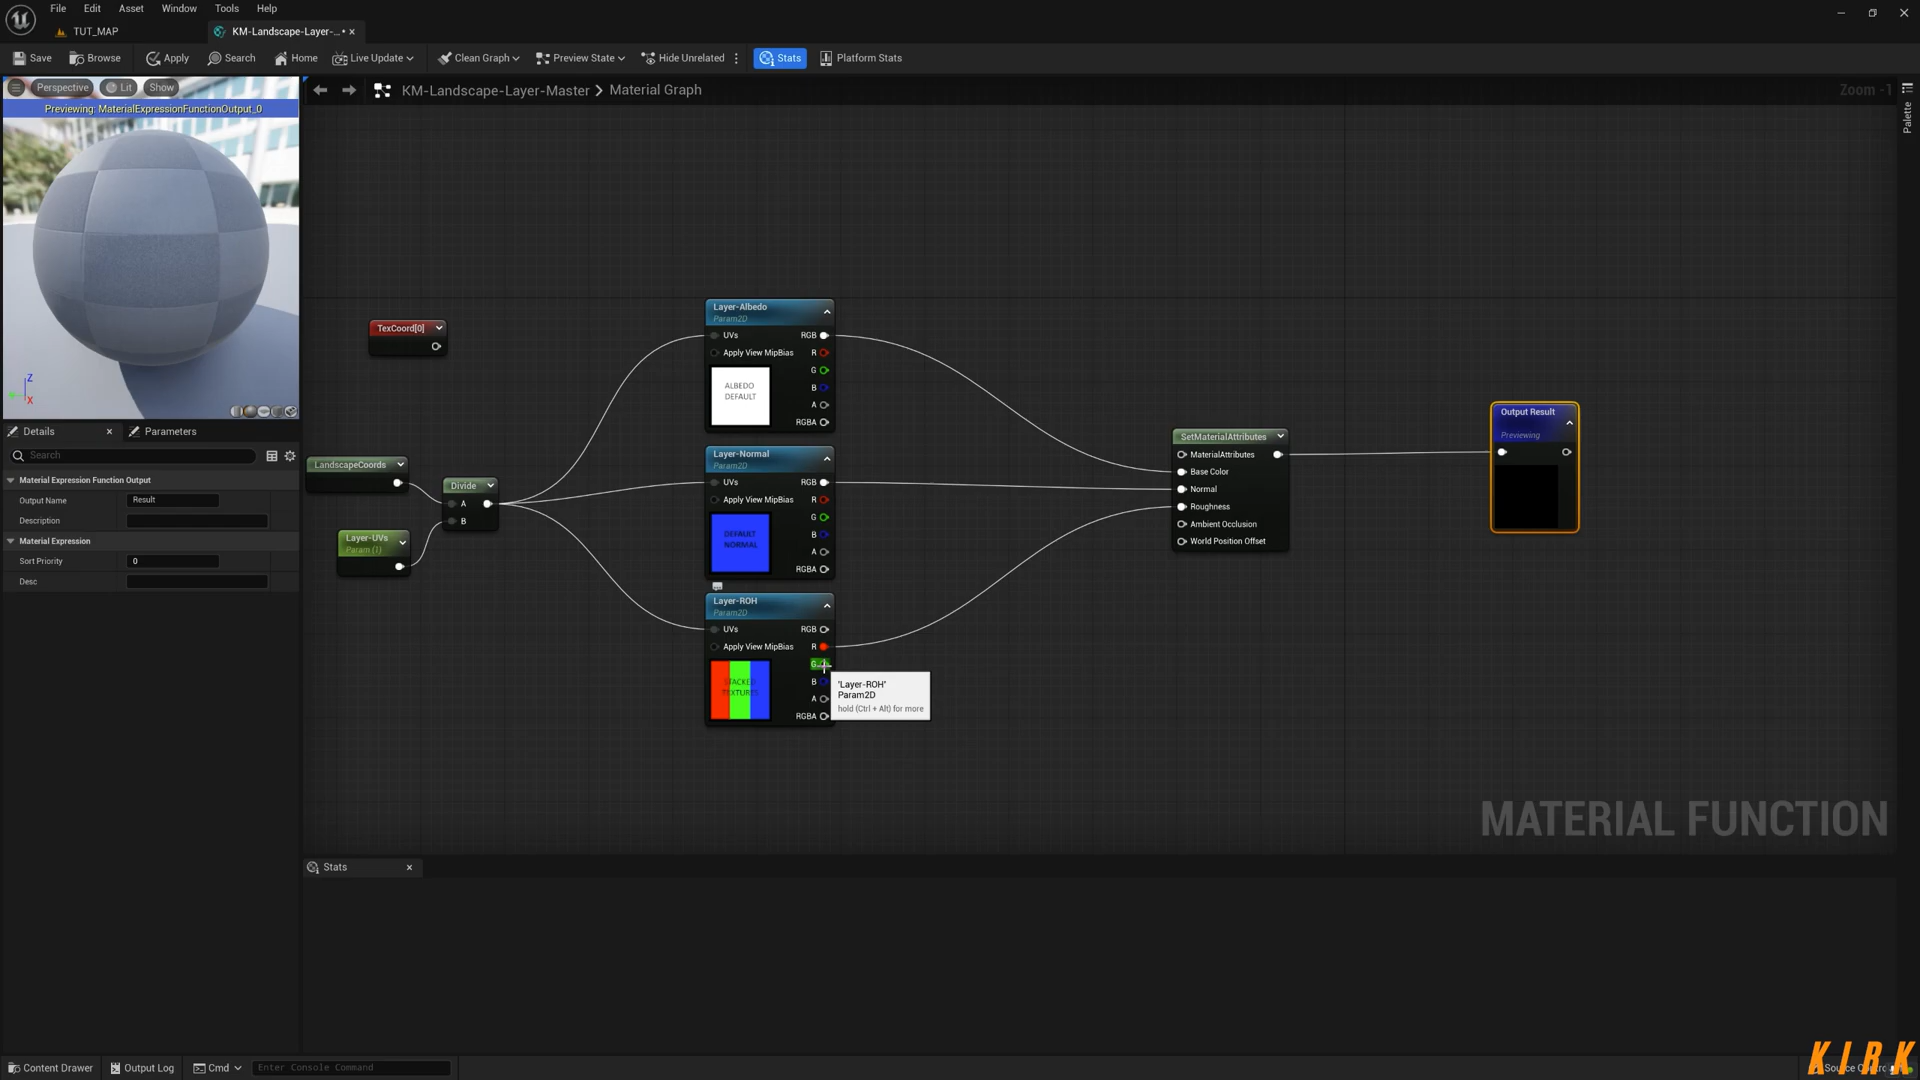 File Edit Asset Window Tools Help
TUT_MAP
KM-Landscape-Layer-...•
Save Browse Apply Search Home Live Update Clean Graph Preview State Hide Unrelated Stats Platform Stats
Perspective Lit Show
Previewing: MaterialExpressionFunctionOutput_0
Z
X
KM-Landscape-Layer-Master > Material Graph
Zoom -1
Palette
TexCoord[0]
LandscapeCoords
Divide
A
B
Layer-UVs
Param (1)
Layer-Albedo
Param2D
UVs RGB
Apply View MipBias R
G
B
A
RGBA
ALBEDO
DEFAULT
Layer-Normal
Param2D
UVs RGB
Apply View MipBias R
G
B
A
RGBA
DEFAULT
NORMAL
Layer-ROH
Param2D
UVs RGB
Apply View MipBias R
G
B
A
RGBA
STACKED
TEXTURES
'Layer-ROH'
Param2D
hold (Ctrl + Alt) for more
SetMaterialAttributes
MaterialAttributes
Base Color
Normal
Roughness
Ambient Occlusion
World Position Offset
Output Result
Previewing
MATERIAL FUNCTION
Details Parameters
Search
Material Expression Function Output
Output Name Result
Description
Material Expression
Sort Priority 0
Desc
Stats
Content Drawer Output Log Cmd Enter Console Command
KIRK